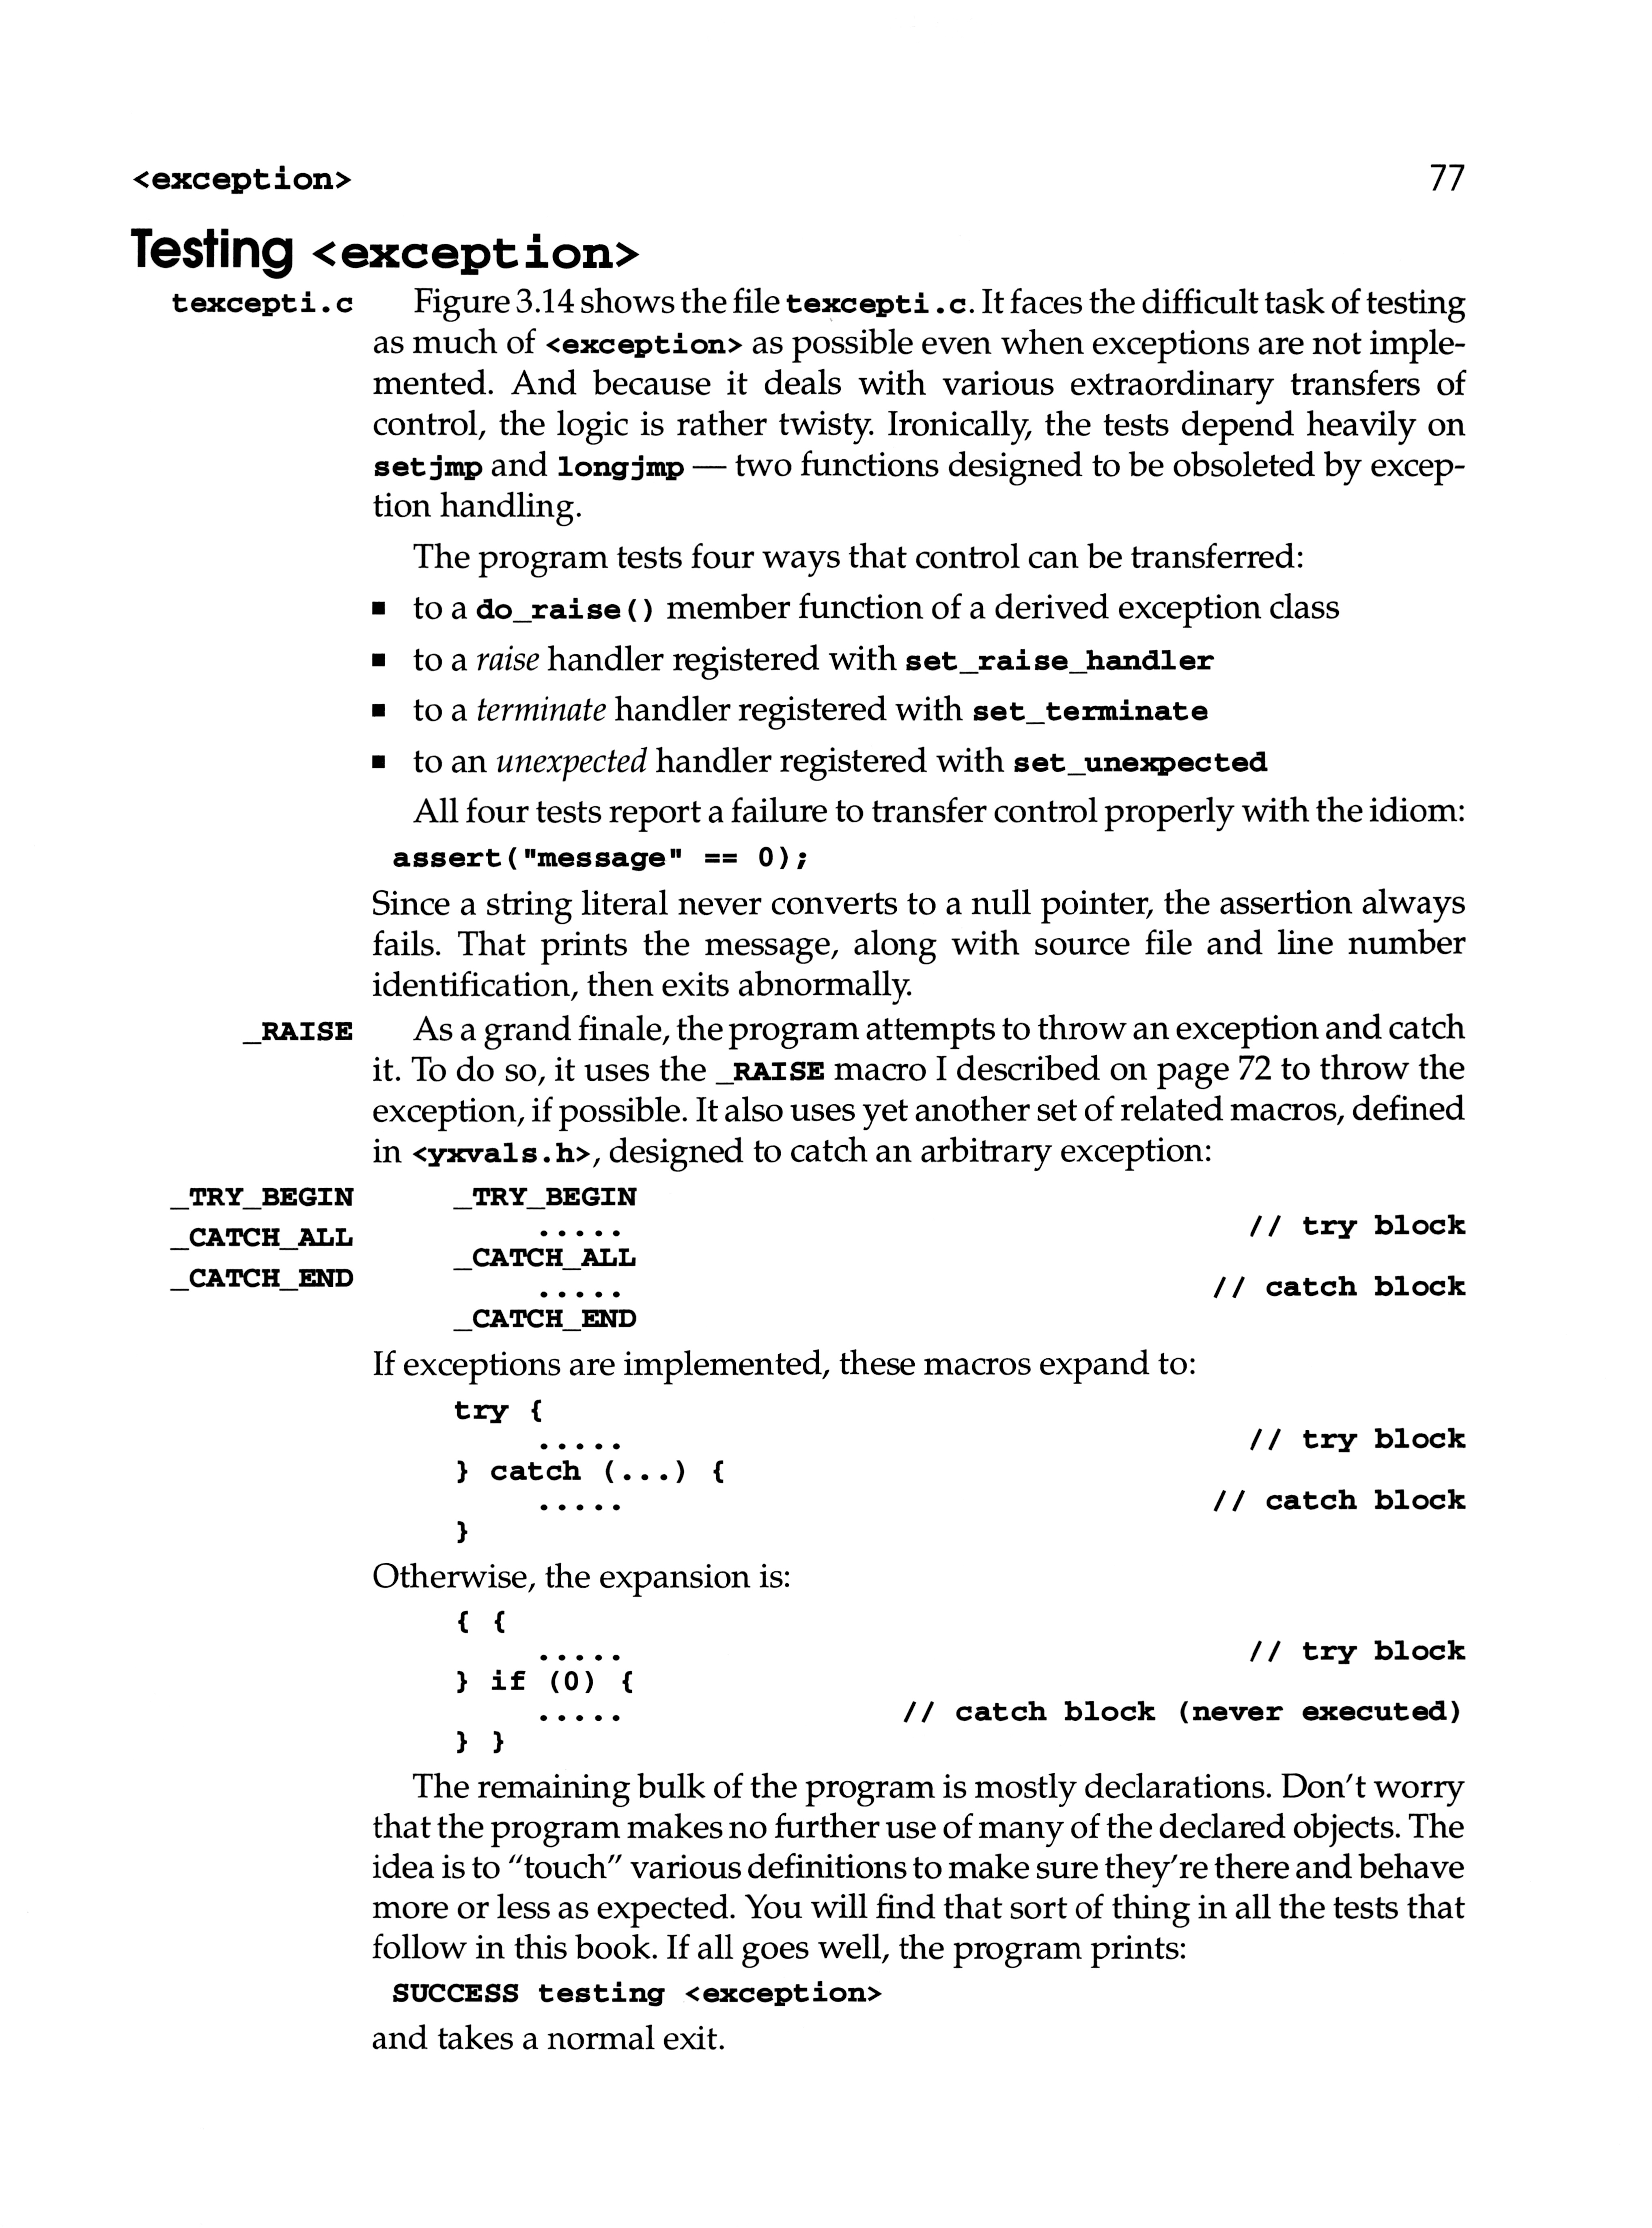 <exception> 77
Testing <exception>
texcepti.c Figure 3.14 shows the file texcepti.c. It faces the difficult task of testing
as much of <exception> as possible even when exceptions are not imple-
mented. And because it deals with various extraordinary transfers of
control, the logic is rather twisty. Ironically, the tests depend heavily on
setjmp and longjmp — two functions designed to be obsoleted by excep-
tion handling.
The program tests four ways that control can be transferred:
■ to a do_raise() member function of a derived exception class
■ to a raise handler registered with set_raise_handler
■ to a terminate handler registered with set_terminate
■ to an unexpected handler registered with set_unexpected
All four tests report a failure to transfer control properly with the idiom:
assert("message" == 0);
Since a string literal never converts to a null pointer, the assertion always
fails. That prints the message, along with source file and line number
identification, then exits abnormally.
_RAISE As a grand finale, the program attempts to throw an exception and catch
it. To do so, it uses the _RAISE macro I described on page 72 to throw the
exception, if possible. It also uses yet another set of related macros, defined
in <yxvals.h>, designed to catch an arbitrary exception:
_TRY_BEGIN _TRY_BEGIN
..... // try block
_CATCH_ALL _CATCH_ALL
_CATCH_END ..... // catch block
_CATCH_END
If exceptions are implemented, these macros expand to:
try {
..... // try block
} catch (...) {
..... // catch block
}
Otherwise, the expansion is:
{ {
..... // try block
} if (0) {
..... // catch block (never executed)
} }
The remaining bulk of the program is mostly declarations. Don't worry
that the program makes no further use of many of the declared objects. The
idea is to "touch" various definitions to make sure they're there and behave
more or less as expected. You will find that sort of thing in all the tests that
follow in this book. If all goes well, the program prints:
SUCCESS testing <exception>
and takes a normal exit.